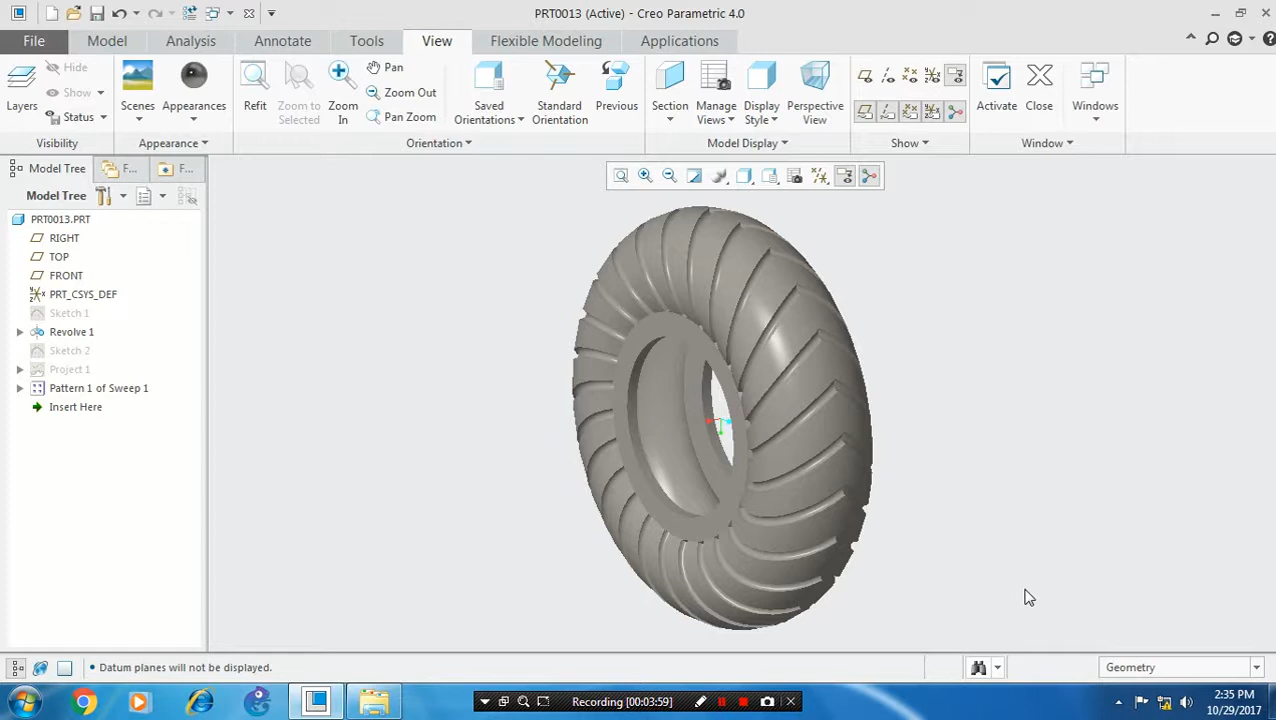 PRT0013 (Active) - Creo Parametric 4.0
File Model Analysis Annotate Tools View Flexible Modeling Applications
Layers
Hide
Show
Status
Visibility
Scenes
Appearances
Appearance
Refit
Zoom to Selected
Zoom In
Pan
Zoom Out
Pan Zoom
Saved Orientations
Standard Orientation
Previous
Orientation
Section
Manage Views
Display Style
Perspective View
Model Display
Show
Activate
Close
Windows
Window
Model Tree
F...
F...
Model Tree
PRT0013.PRT
RIGHT
TOP
FRONT
PRT_CSYS_DEF
Sketch 1
Revolve 1
Sketch 2
Project 1
Pattern 1 of Sweep 1
Insert Here
Datum planes will not be displayed.
Geometry
Recording [00:03:59]
2:35 PM
10/29/2017